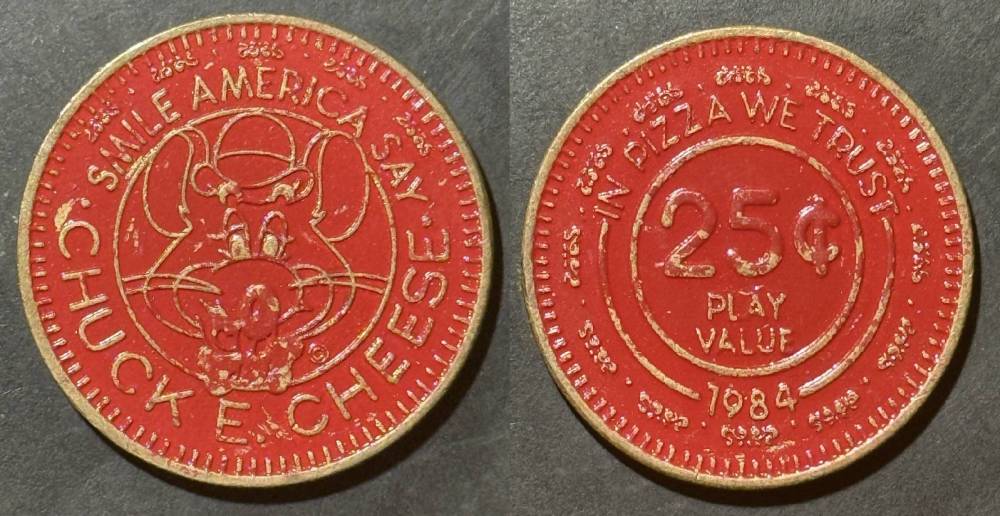 SMILE AMERICA SAY
CHUCK E. CHEESE
©
IN PIZZA WE TRUST
25¢
PLAY
VALUE
1984